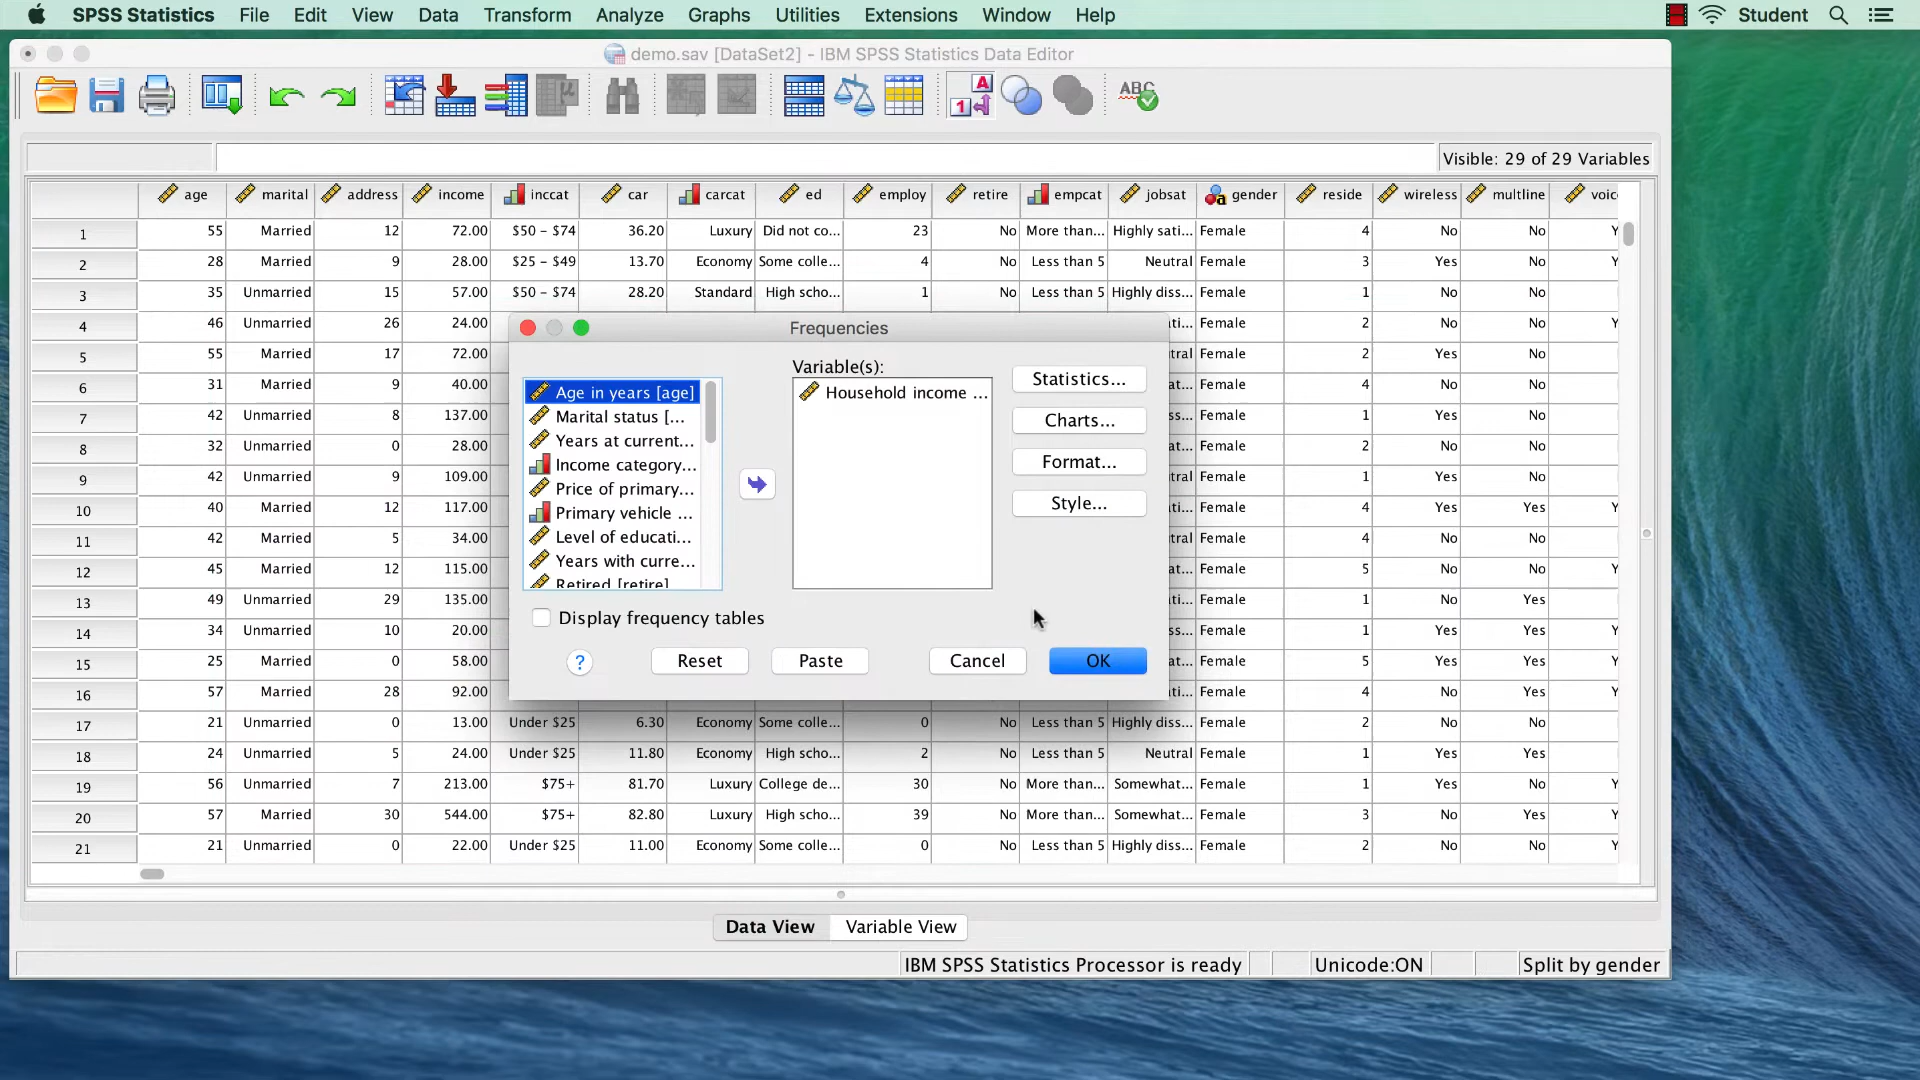 SPSS Statistics File Edit View Data Transform Analyze Graphs Utilities Extensions Window Help Student
demo.sav [DataSet2] - IBM SPSS Statistics Data Editor
Visible: 29 of 29 Variables
age marital address income inccat car carcat ed employ retire empcat jobsat gender reside wireless multline voic
1 55 Married 12 72.00 $50 - $74 36.20 Luxury Did not co... 23 No More than... Highly sati... Female 4 No No Y
2 28 Married 9 28.00 $25 - $49 13.70 Economy Some colle... 4 No Less than 5 Neutral Female 3 Yes No Y
3 35 Unmarried 15 57.00 $50 - $74 28.20 Standard High scho... 1 No Less than 5 Highly diss... Female 1 No No
4 46 Unmarried 26 24.00 ti... Female 2 No No Y
5 55 Married 17 72.00 tral Female 2 Yes No
6 31 Married 9 40.00 at... Female 4 No No Y
7 42 Unmarried 8 137.00 ss... Female 1 Yes No
8 32 Unmarried 0 28.00 at... Female 2 No No
9 42 Unmarried 9 109.00 ss... Female 1 Yes No
10 40 Married 12 117.00 at... Female 4 Yes Yes Y
11 42 Married 5 34.00 tral Female 4 No No
12 45 Married 12 115.00 at... Female 5 No No
13 49 Unmarried 29 135.00 ti... Female 1 No Yes
14 34 Unmarried 10 20.00 ss... Female 1 Yes Yes Y
15 25 Married 0 58.00 at... Female 5 Yes Yes Y
16 57 Married 28 92.00 ti... Female 4 No Yes Y
17 21 Unmarried 0 13.00 Under $25 6.30 Economy Some colle... 0 No Less than 5 Highly diss... Female 2 No No
18 24 Unmarried 5 24.00 Under $25 11.80 Economy High scho... 2 No Less than 5 Neutral Female 1 Yes Yes
19 56 Unmarried 7 213.00 $75+ 81.70 Luxury College de... 30 No More than... Somewhat... Female 1 Yes No Y
20 57 Married 30 544.00 $75+ 82.80 Luxury High scho... 39 No More than... Somewhat... Female 3 No Yes Y
21 21 Unmarried 0 22.00 Under $25 11.00 Economy Some colle... 0 No Less than 5 Highly diss... Female 2 No No Y
Frequencies
Variable(s):
Age in years [age]
Marital status [...
Years at current...
Income category...
Price of primary...
Primary vehicle ...
Level of educati...
Years with curre...
Retired [retire]
Household income ...
Statistics...
Charts...
Format...
Style...
Display frequency tables
? Reset Paste Cancel OK
Data View Variable View
IBM SPSS Statistics Processor is ready Unicode:ON Split by gender